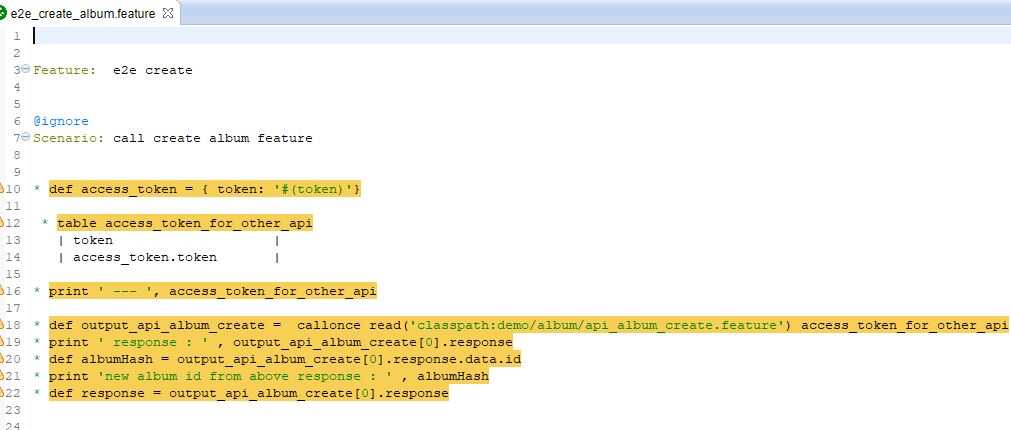 e2e_create_album.feature
1
2
3 Feature:  e2e create
4
5
6 @ignore
7 Scenario: call create album feature
8
9
10 * def access_token = { token: '#(token)'}
11
12 * table access_token_for_other_api
13 | token |
14 | access_token.token |
15
16 * print ' --- ', access_token_for_other_api
17
18 * def output_api_album_create =  callonce read('classpath:demo/album/api_album_create.feature') access_token_for_other_api
19 * print ' response : ' , output_api_album_create[0].response
20 * def albumHash = output_api_album_create[0].response.data.id
21 * print 'new album id from above response : ' , albumHash
22 * def response = output_api_album_create[0].response
23
24